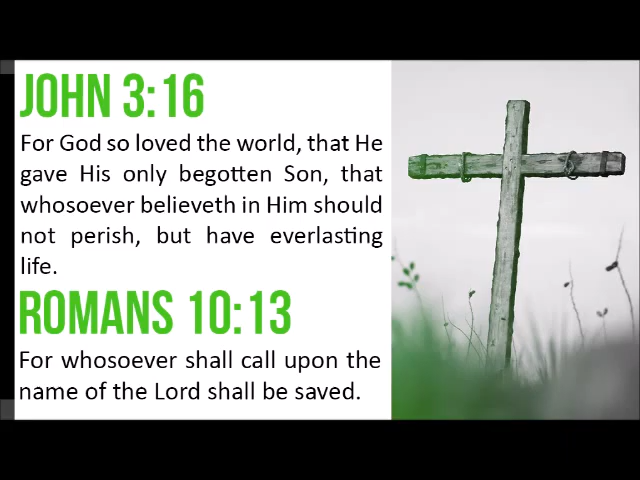 JOHN 3:16
For God so loved the world, that He
gave His only begotten Son, that
whosoever believeth in Him should
not perish, but have everlasting
life.
ROMANS 10:13
For whosoever shall call upon the
name of the Lord shall be saved.